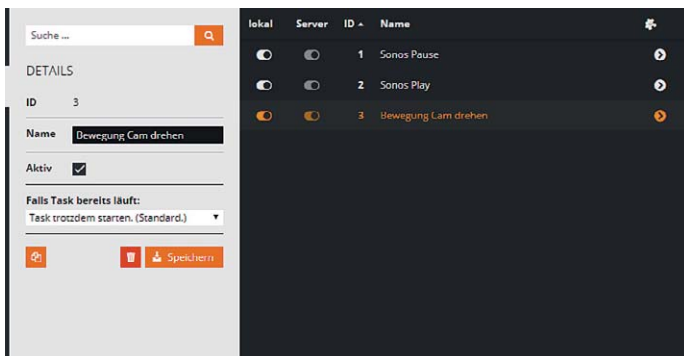 Suche ...
DETAILS
ID 3
Name Bewegung Cam drehen
Aktiv
Falls Task bereits läuft:
Task trotzdem starten. (Standard.)
Speichern
lokal Server ID Name
1 Sonos Pause
2 Sonos Play
3 Bewegung Cam drehen